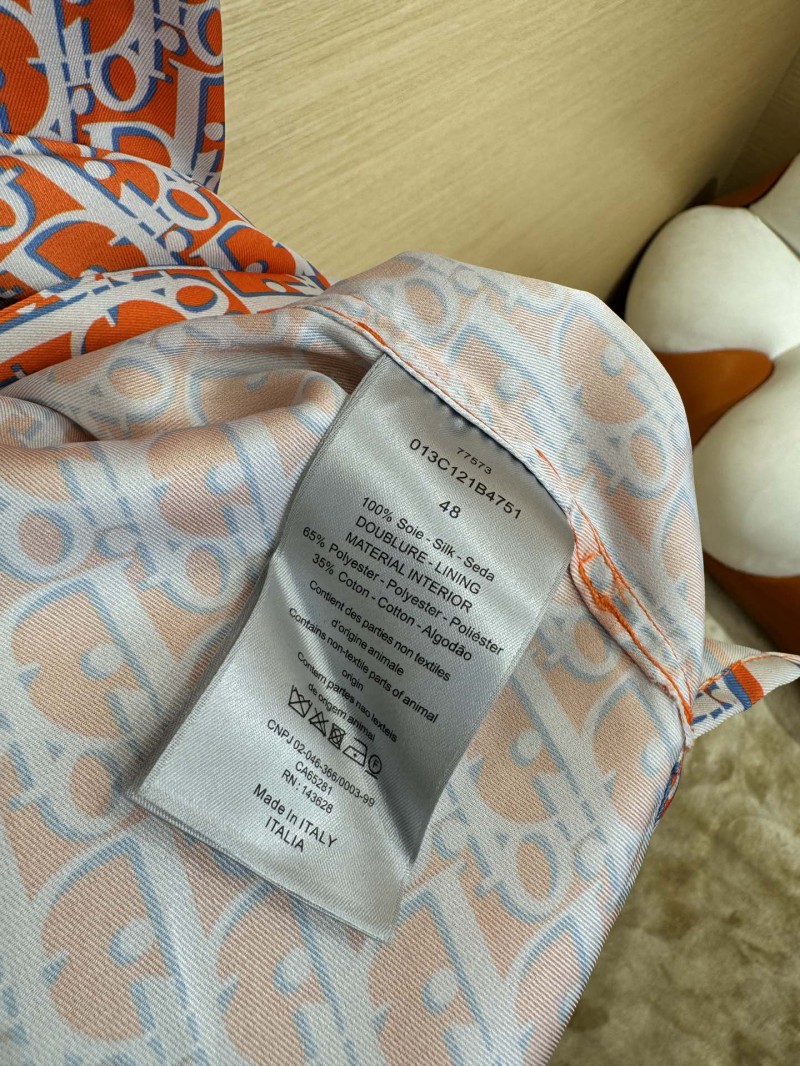 77573
013C121B4751
48
100% Soie - Silk - Seda
DOUBLURE - LINING
MATERIAL INTERIOR
65% Polyester - Polyester - Poliéster
35% Coton - Cotton - Algodão
Contient des parties non textiles
d'origine animale
Contains non-textile parts of animal
origin
Contem partes nao texteis
de origem animal
CNPJ 02-046-366/0003-99
CA65281
RN : 143628
Made In ITALY
ITALIA